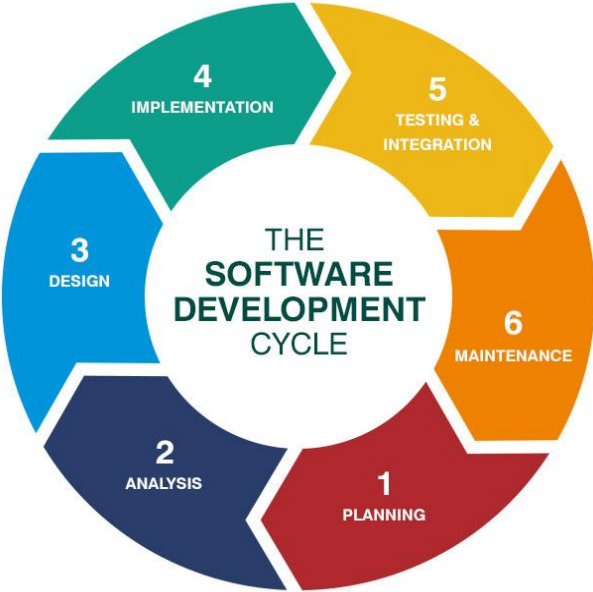 THE
SOFTWARE
DEVELOPMENT
CYCLE
1
PLANNING
2
ANALYSIS
3
DESIGN
4
IMPLEMENTATION
5
TESTING &
INTEGRATION
6
MAINTENANCE